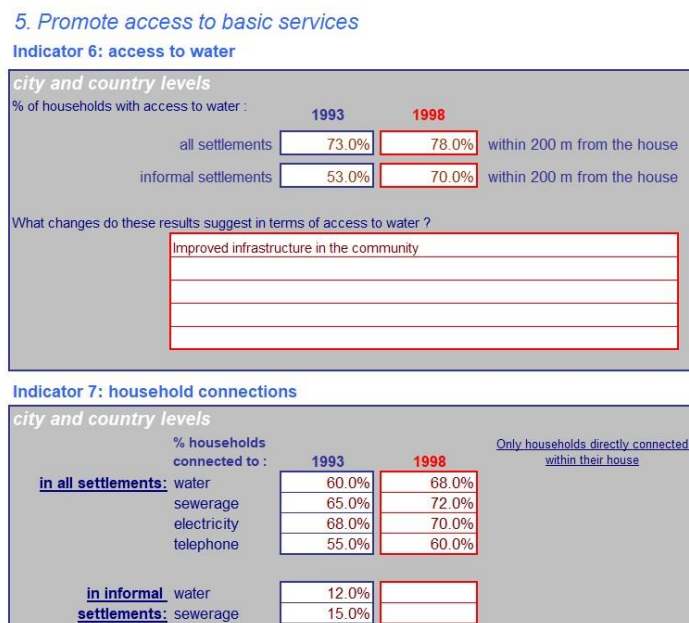 5. Promote access to basic services
Indicator 6: access to water
city and country levels
% of households with access to water :
1993 1998
all settlements 73.0% 78.0% within 200 m from the house
informal settlements 53.0% 70.0% within 200 m from the house
What changes do these results suggest in terms of access to water ?
Improved infrastructure in the community
Indicator 7: household connections
city and country levels
% households
connected to : 1993 1998
Only households directly connected
within their house
in all settlements: water 60.0% 68.0%
sewerage 65.0% 72.0%
electricity 68.0% 70.0%
telephone 55.0% 60.0%
in informal water 12.0%
settlements: sewerage 15.0%